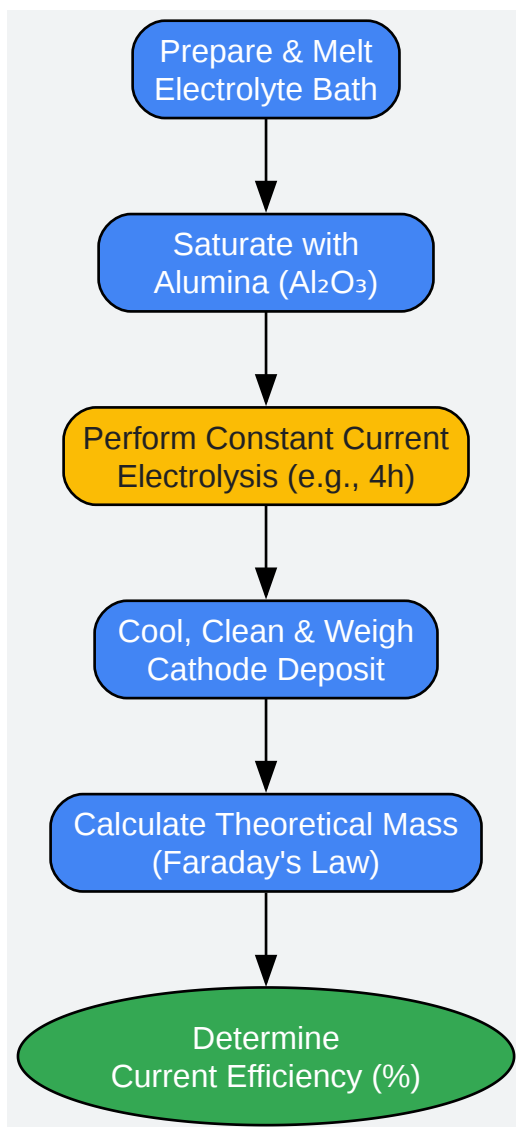 Prepare & Melt
Electrolyte Bath
Saturate with
Alumina (Al₂O₃)
Perform Constant Current
Electrolysis (e.g., 4h)
Cool, Clean & Weigh
Cathode Deposit
Calculate Theoretical Mass
(Faraday's Law)
Determine
Current Efficiency (%)